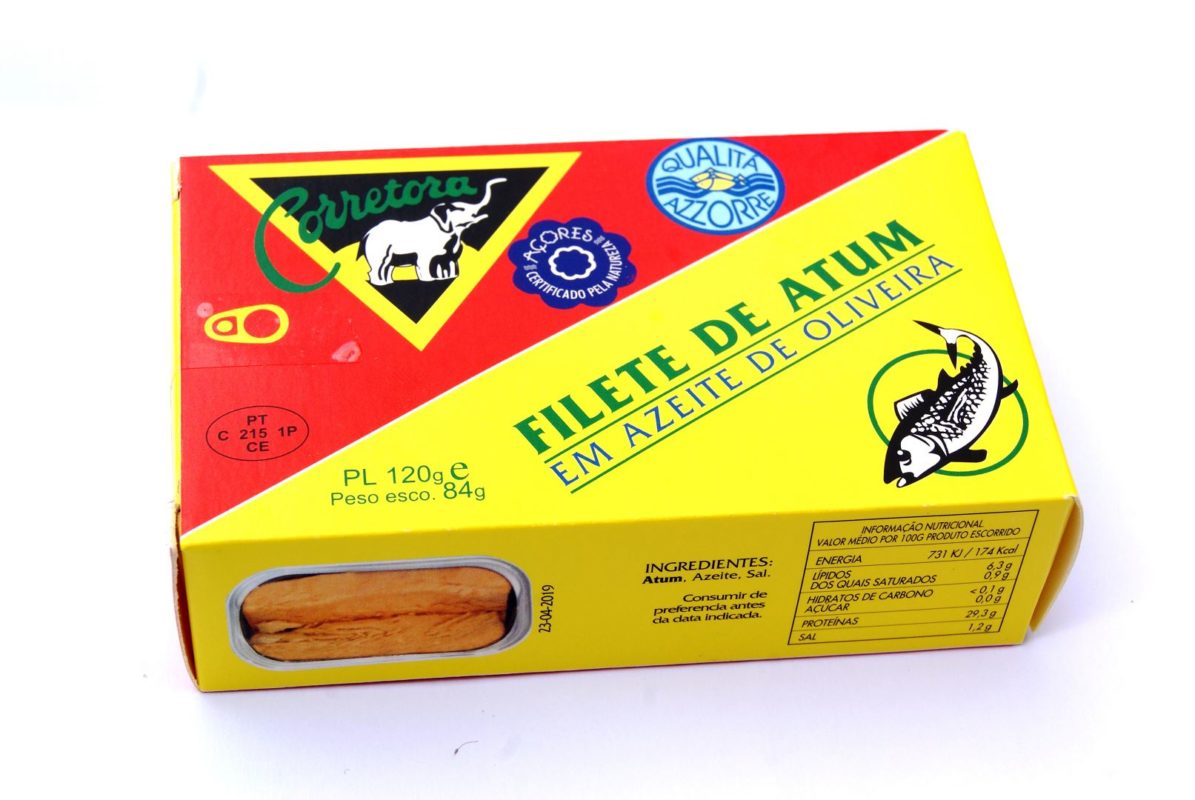 Corretora
QUALITÁ
AZZORRE
AÇORES
CERTIFICADO PELA NATUREZA
FILETE DE ATUM
EM AZEITE DE OLIVEIRA
PT
C 215 1P
CE
PL 120g e
Peso esco. 84g
23-04-2019
INGREDIENTES:
Atum, Azeite, Sal.
Consumir de
preferencia antes
da data indicada.
INFORMAÇÃO NUTRICIONAL
VALOR MÉDIO POR 100G PRODUTO ESCORRIDO
ENERGIA 731 KJ / 174 Kcal
LÍPIDOS 6,3 g
DOS QUAIS SATURADOS 0,9 g
HIDRATOS DE CARBONO < 0,1 g
AÇUCAR 0,0 g
PROTEÍNAS 29,3 g
SAL 1,2 g